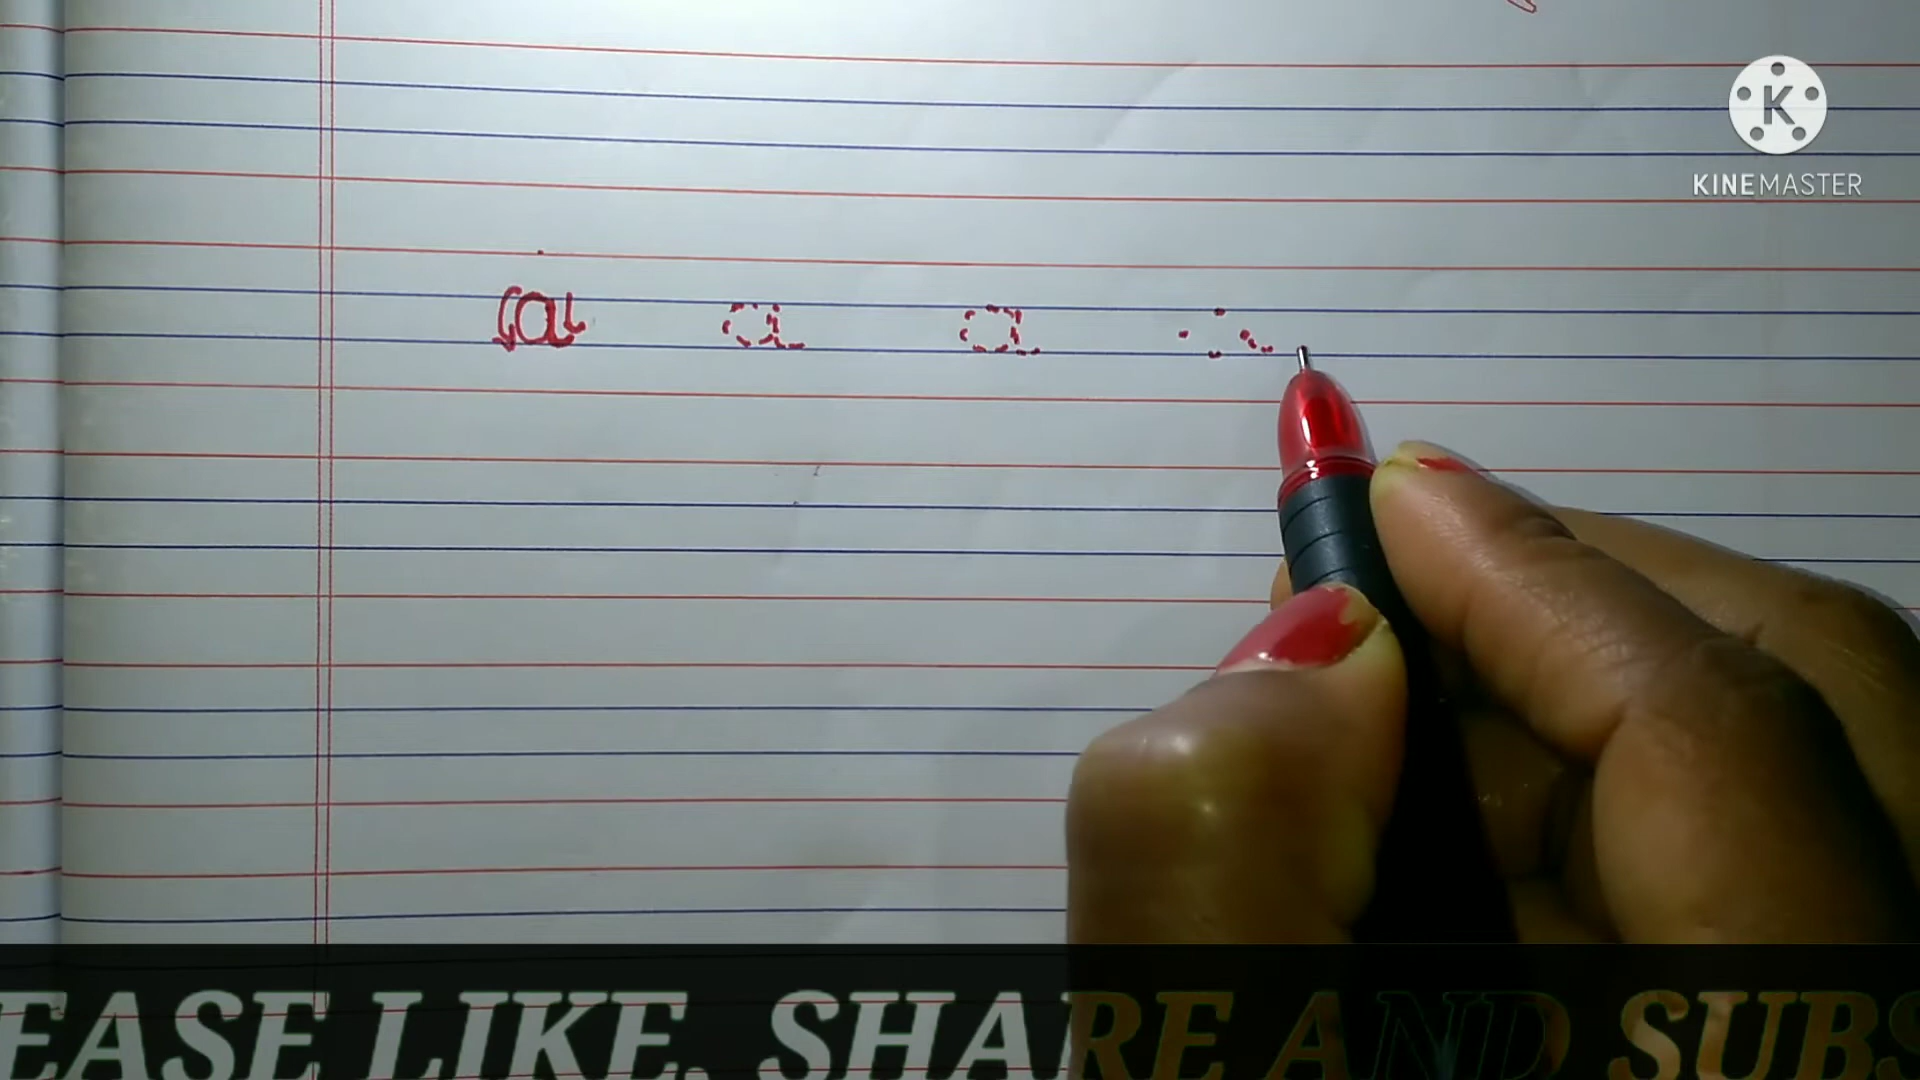 KINEMASTER
a a a
EASE LIKE, SHARE AND SUBS